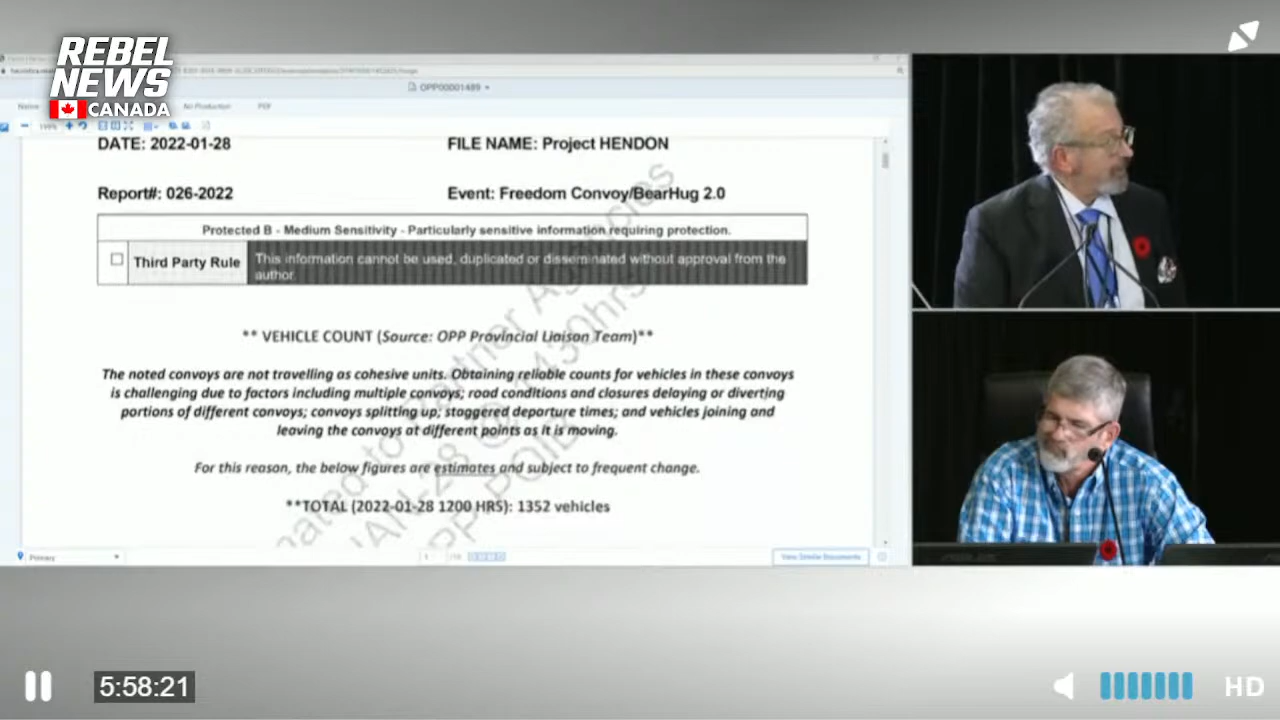 REBEL
NEWS
CANADA
OPP00001489
No Production
PDF
DATE: 2022-01-28
FILE NAME: Project HENDON
Report#: 026-2022
Event: Freedom Convoy/BearHug 2.0
Protected B - Medium Sensitivity - Particularly sensitive information requiring protection.
Third Party Rule
This information cannot be used, duplicated or disseminated without approval from the
author.
** VEHICLE COUNT (Source: OPP Provincial Liaison Team)**
The noted convoys are not travelling as cohesive units. Obtaining reliable counts for vehicles in these convoys
is challenging due to factors including multiple convoys; road conditions and closures delaying or diverting
portions of different convoys; convoys splitting up; staggered departure times; and vehicles joining and
leaving the convoys at different points as it is moving.
For this reason, the below figures are estimates and subject to frequent change.
**TOTAL (2022-01-28 1200 HRS): 1352 vehicles
Primary
View Similar Documents
5:58:21
HD